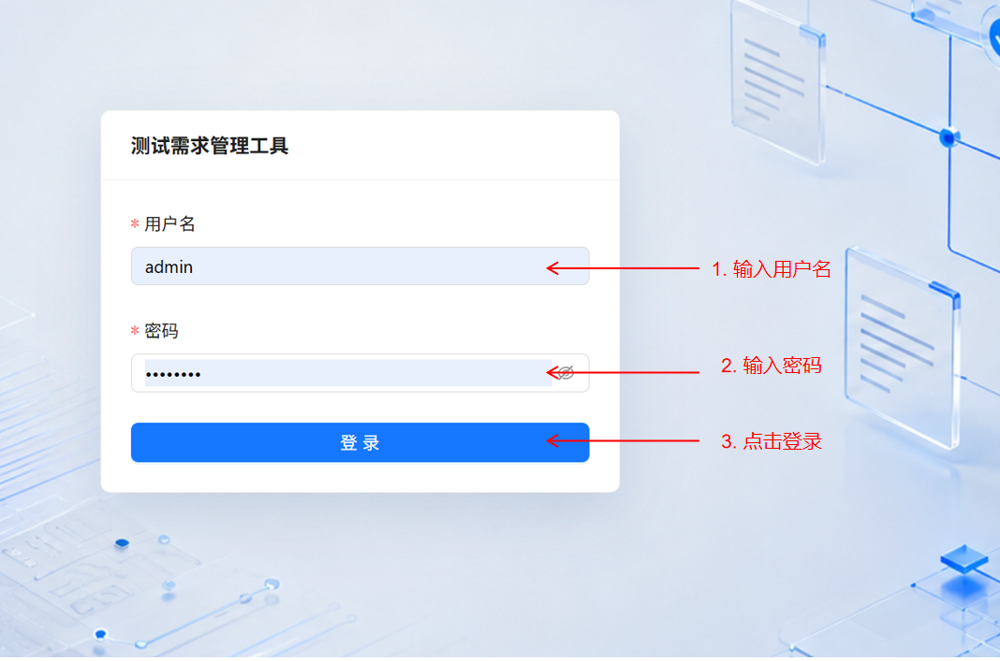 测试需求管理工具
* 用户名
admin
1. 输入用户名
* 密码
••••••••
2. 输入密码
登 录
3. 点击登录